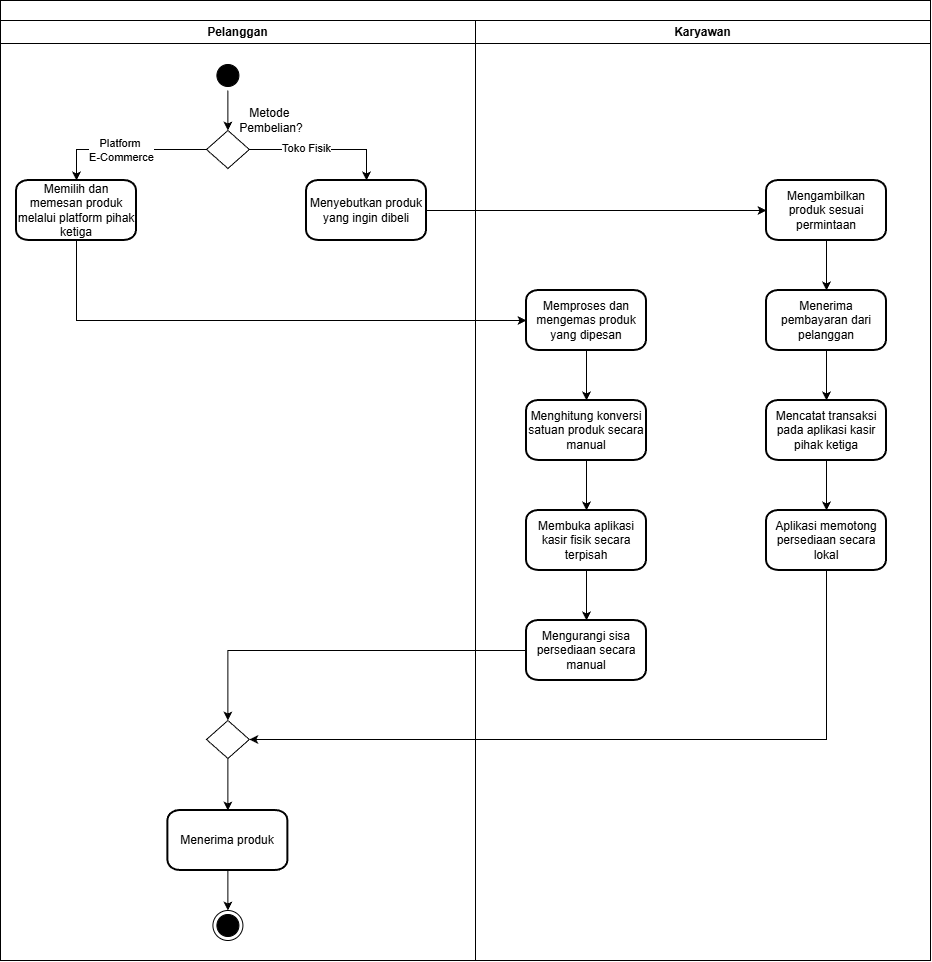 Pelanggan
Karyawan
Metode
Pembelian?
Platform
E-Commerce
Toko Fisik
Memilih dan
memesan produk
melalui platform pihak
ketiga
Menyebutkan produk
yang ingin dibeli
Mengambilkan
produk sesuai
permintaan
Memproses dan
mengemas produk
yang dipesan
Menerima
pembayaran dari
pelanggan
Menghitung konversi
satuan produk secara
manual
Mencatat transaksi
pada aplikasi kasir
pihak ketiga
Membuka aplikasi
kasir fisik secara
terpisah
Aplikasi memotong
persediaan secara
lokal
Mengurangi sisa
persediaan secara
manual
Menerima produk